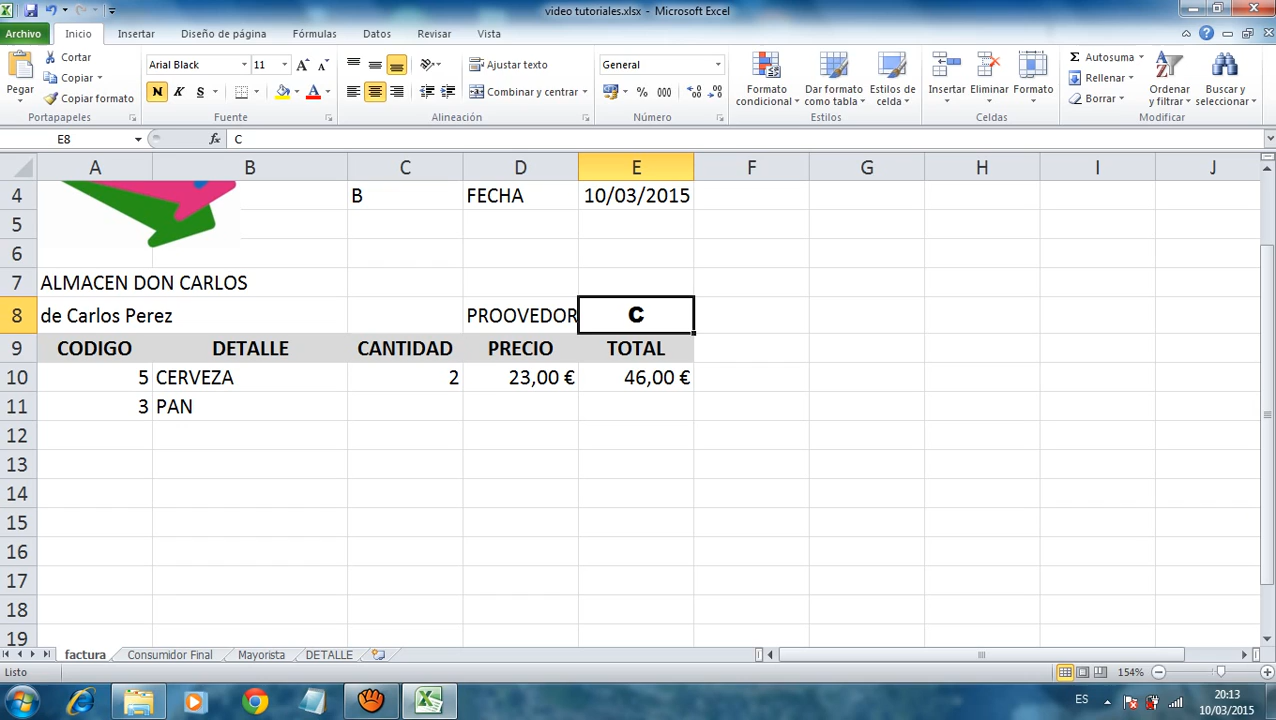 video tutoriales.xlsx - Microsoft Excel
Archivo Inicio Insertar Diseño de página Fórmulas Datos Revisar Vista
Pegar
Cortar
Copiar
Copiar formato
Portapapeles
Arial Black 11
N K S
Fuente
Ajustar texto
Combinar y centrar
Alineación
General
% 000
Número
Formato condicional
Dar formato como tabla
Estilos de celda
Estilos
Insertar Eliminar Formato
Celdas
Σ Autosuma
Rellenar
Borrar
Ordenar y filtrar
Buscar y seleccionar
Modificar
E8 fx C
A B C D E F G H I J
4 B FECHA 10/03/2015
5
6
7 ALMACEN DON CARLOS
8 de Carlos Perez PROOVEDOR C
9 CODIGO DETALLE CANTIDAD PRECIO TOTAL
10 5 CERVEZA 2 23,00 € 46,00 €
11 3 PAN
12
13
14
15
16
17
18
19
factura Consumidor Final Mayorista DETALLE
Listo 154%
ES 20:13
10/03/2015